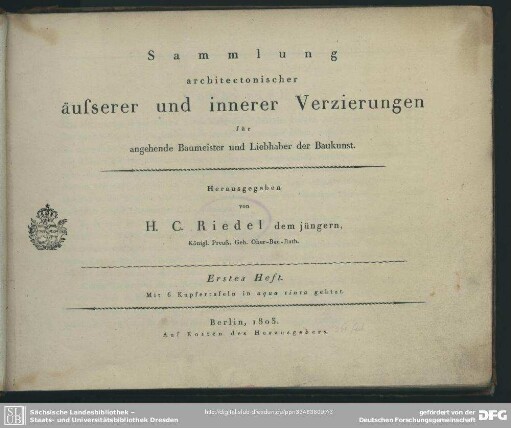 Sammlung
architectonischer
äuſserer und innerer Verzierungen
für
angehende Baumeister und Liebhaber der Baukunst.
Herausgegeben
von
H. C. Riedel dem jüngern,
Königl. Preuß. Geh. Ober-Bau-Rath.
Erstes Heft.
Mit 6 Kupfertafeln in aqua tinta geätzt.
Berlin, 1803.
Auf Kosten des Herausgebers.
SLUB
Sächsische Landesbibliothek –
Staats- und Universitätsbibliothek Dresden
gefördert von der
Deutschen Forschungsgemeinschaft
DFG